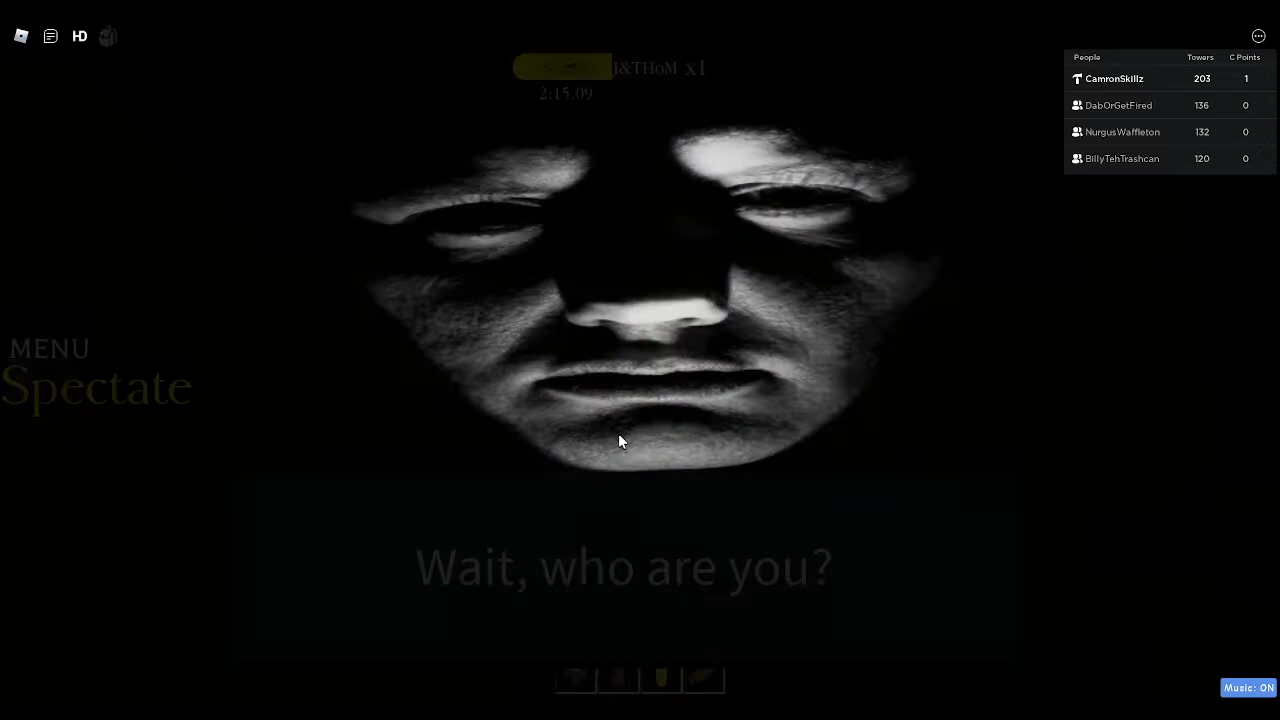 HD
J&THoM x1
2:15.09
People Towers C Points
CamronSkillz 203 1
DabOrGetFired 136 0
NurgusWaffleton 132 0
BillyTehTrashcan 120 0
MENU
Spectate
Wait, who are you?
Music: ON